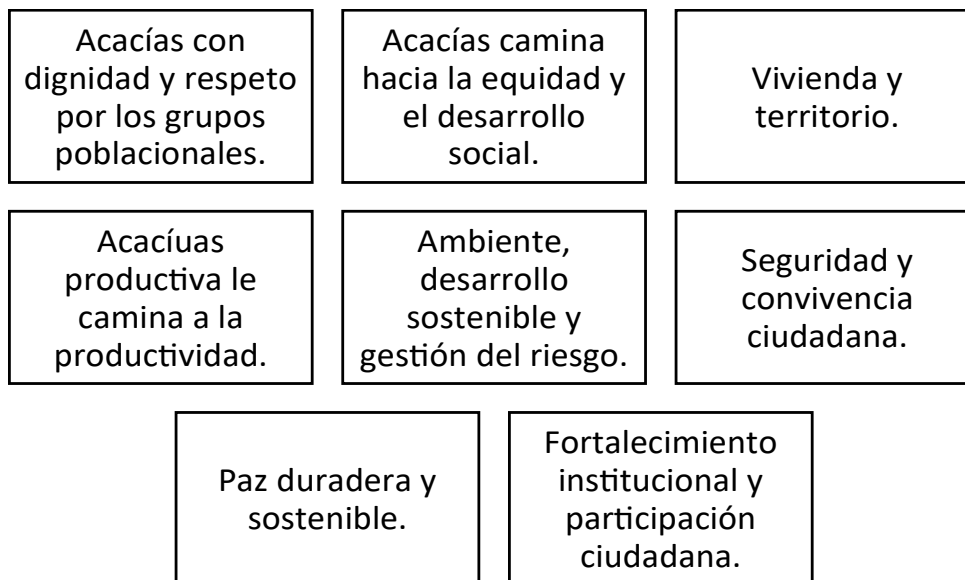 Acacías con
dignidad y respeto
por los grupos
poblacionales.
Acacías camina
hacia la equidad y
el desarrollo
social.
Vivienda y
territorio.
Acacíuas
productiva le
camina a la
productividad.
Ambiente,
desarrollo
sostenible y
gestión del riesgo.
Seguridad y
convivencia
ciudadana.
Paz duradera y
sostenible.
Fortalecimiento
institucional y
participación
ciudadana.